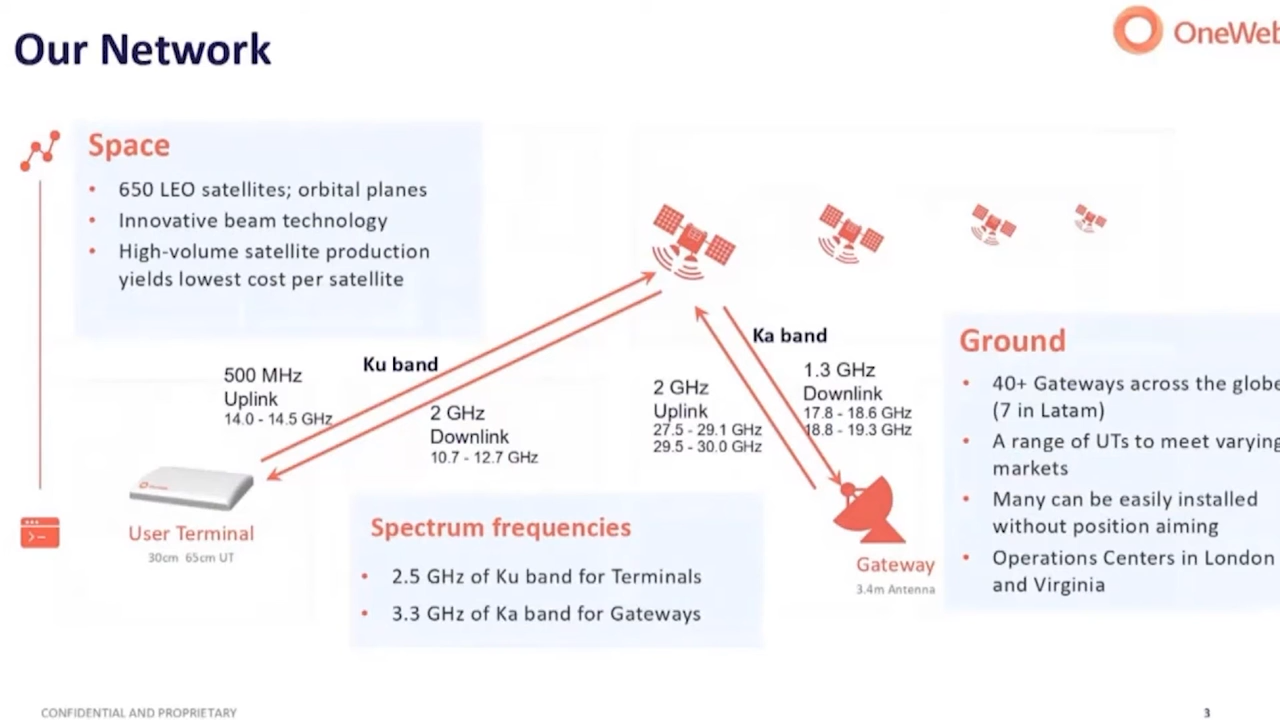 Our Network
OneWeb
Space
• 650 LEO satellites; orbital planes
• Innovative beam technology
• High-volume satellite production
yields lowest cost per satellite
Ku band
500 MHz
Uplink
14.0 - 14.5 GHz
2 GHz
Downlink
10.7 - 12.7 GHz
Ka band
2 GHz
Uplink
27.5 - 29.1 GHz
29.5 - 30.0 GHz
1.3 GHz
Downlink
17.8 - 18.6 GHz
18.8 - 19.3 GHz
OneWeb
User Terminal
30cm 65cm UT
Spectrum frequencies
• 2.5 GHz of Ku band for Terminals
• 3.3 GHz of Ka band for Gateways
Gateway
3.4m Antenna
Ground
• 40+ Gateways across the globe
(7 in Latam)
• A range of UTs to meet varying
markets
• Many can be easily installed
without position aiming
• Operations Centers in London
and Virginia
CONFIDENTIAL AND PROPRIETARY
3